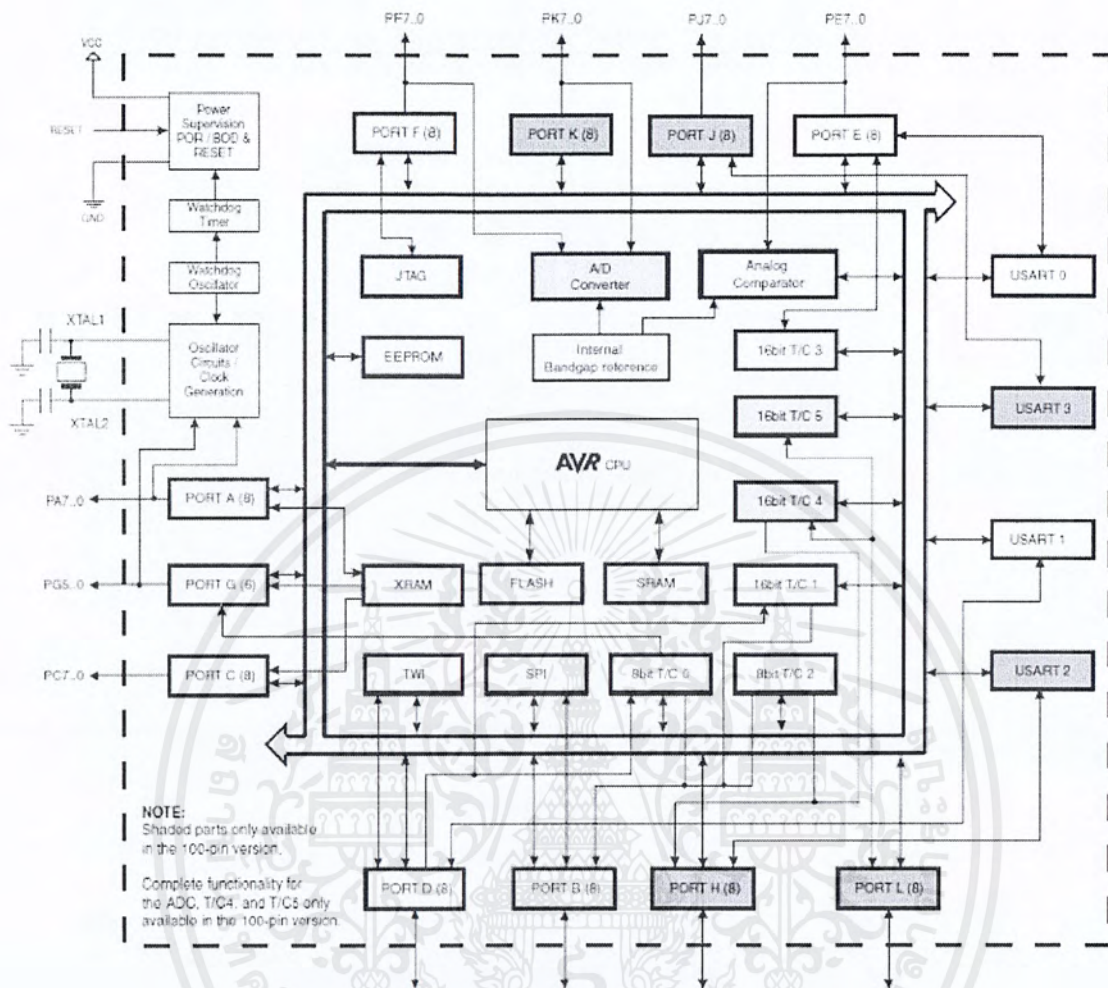 PF7..0
PK7..0
PJ7..0
PE7..0
VCC
RESET
GND
Power
Supervision
POR / BOD &
RESET
Watchdog
Timer
Watchdog
Oscillator
XTAL1
XTAL2
Oscillator
Circuits /
Clock
Generation
PORT F (8)
PORT K (8)
PORT J (8)
PORT E (8)
JTAG
A/D
Converter
Analog
Comparator
USART 0
EEPROM
Internal
Bandgap reference
16bit T/C 3
16bit T/C 5
USART 3
AVR CPU
PA7..0
PORT A (8)
16bit T/C 4
USART 1
PG5..0
PORT G (6)
XRAM
FLASH
SRAM
16bit T/C 1
PC7..0
PORT C (8)
TWI
SPI
8bit T/C 0
8bit T/C 2
USART 2
NOTE:
Shaded parts only available
in the 100-pin version.
Complete functionality for
the ADC, T/C4, and T/C5 only
available in the 100-pin version.
PORT D (8)
PORT B (8)
PORT H (8)
PORT L (8)